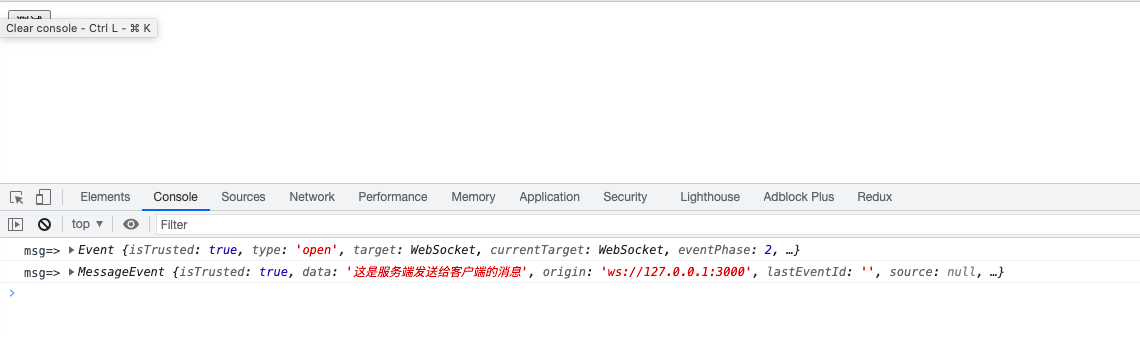 Clear console - Ctrl L - ⌘ K
Elements Console Sources Network Performance Memory Application Security Lighthouse Adblock Plus Redux
top ▼ Filter
msg=> ▶ Event {isTrusted: true, type: 'open', target: WebSocket, currentTarget: WebSocket, eventPhase: 2, …}
msg=> ▶ MessageEvent {isTrusted: true, data: '这是服务端发送给客户端的消息', origin: 'ws://127.0.0.1:3000', lastEventId: '', source: null, …}
>